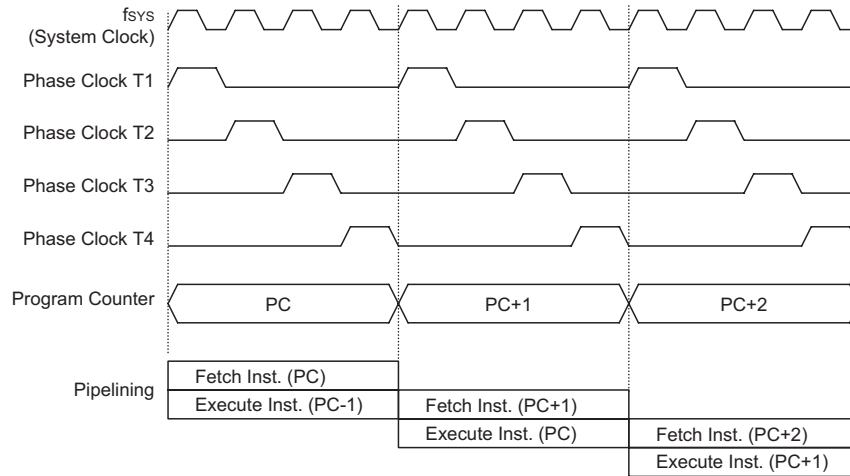 fSYS
(System Clock)
Phase Clock T1
Phase Clock T2
Phase Clock T3
Phase Clock T4
Program Counter
PC
PC+1
PC+2
Pipelining
Fetch Inst. (PC)
Execute Inst. (PC-1)
Fetch Inst. (PC+1)
Execute Inst. (PC)
Fetch Inst. (PC+2)
Execute Inst. (PC+1)